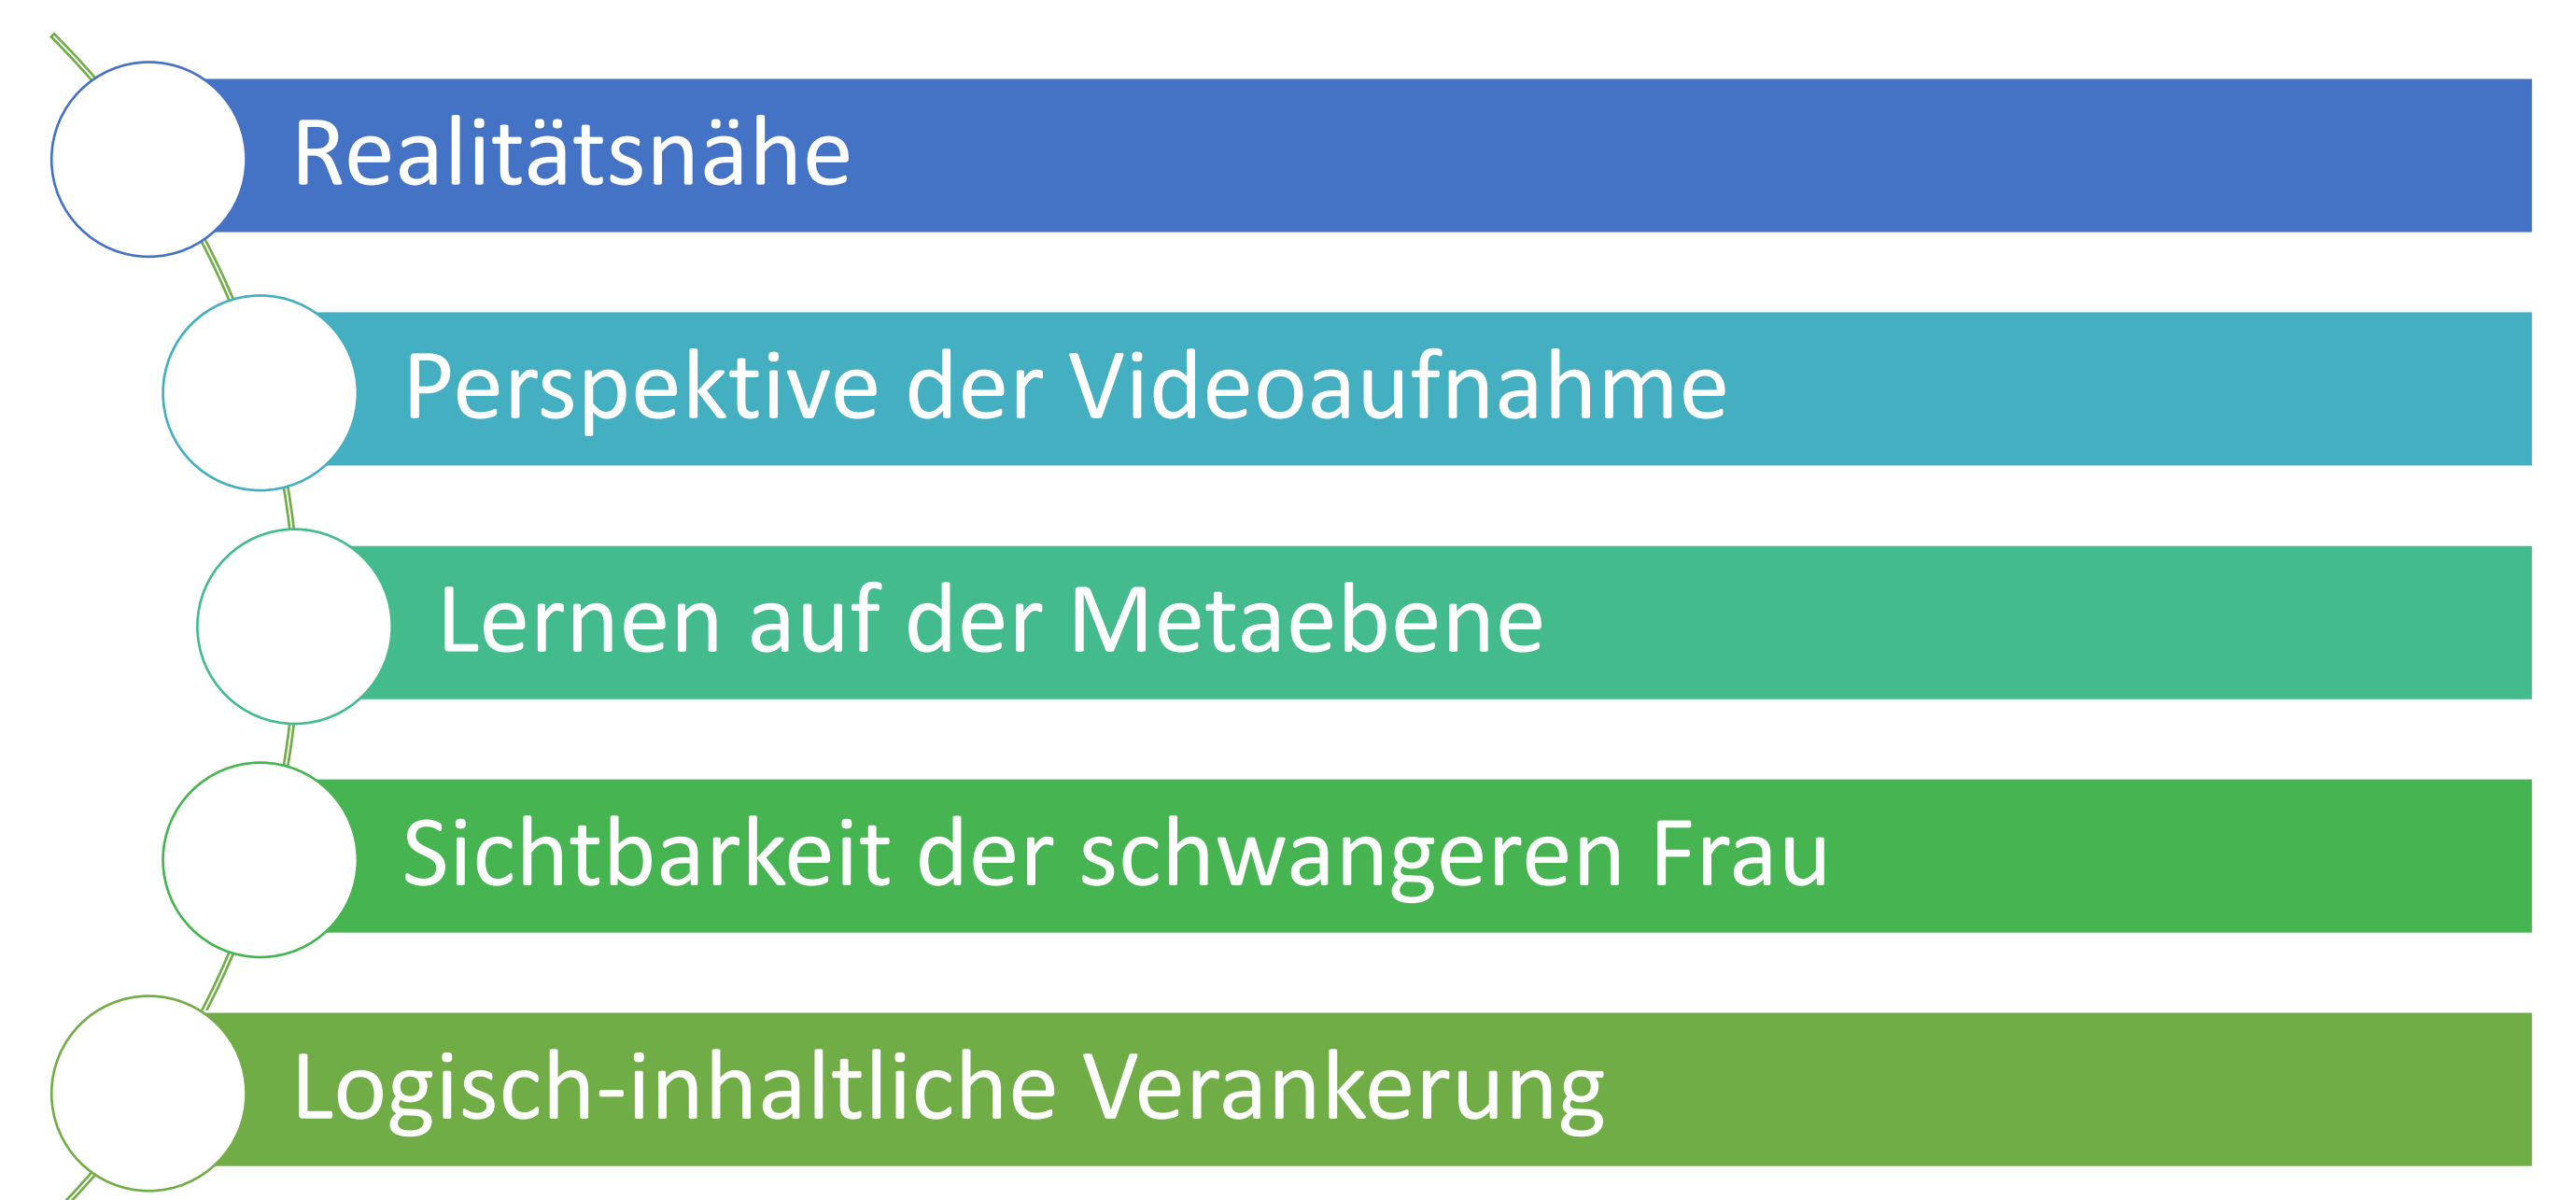 Realitätsnähe
Perspektive der Videoaufnahme
Lernen auf der Metaebene
Sichtbarkeit der schwangeren Frau
Logisch-inhaltliche Verankerung